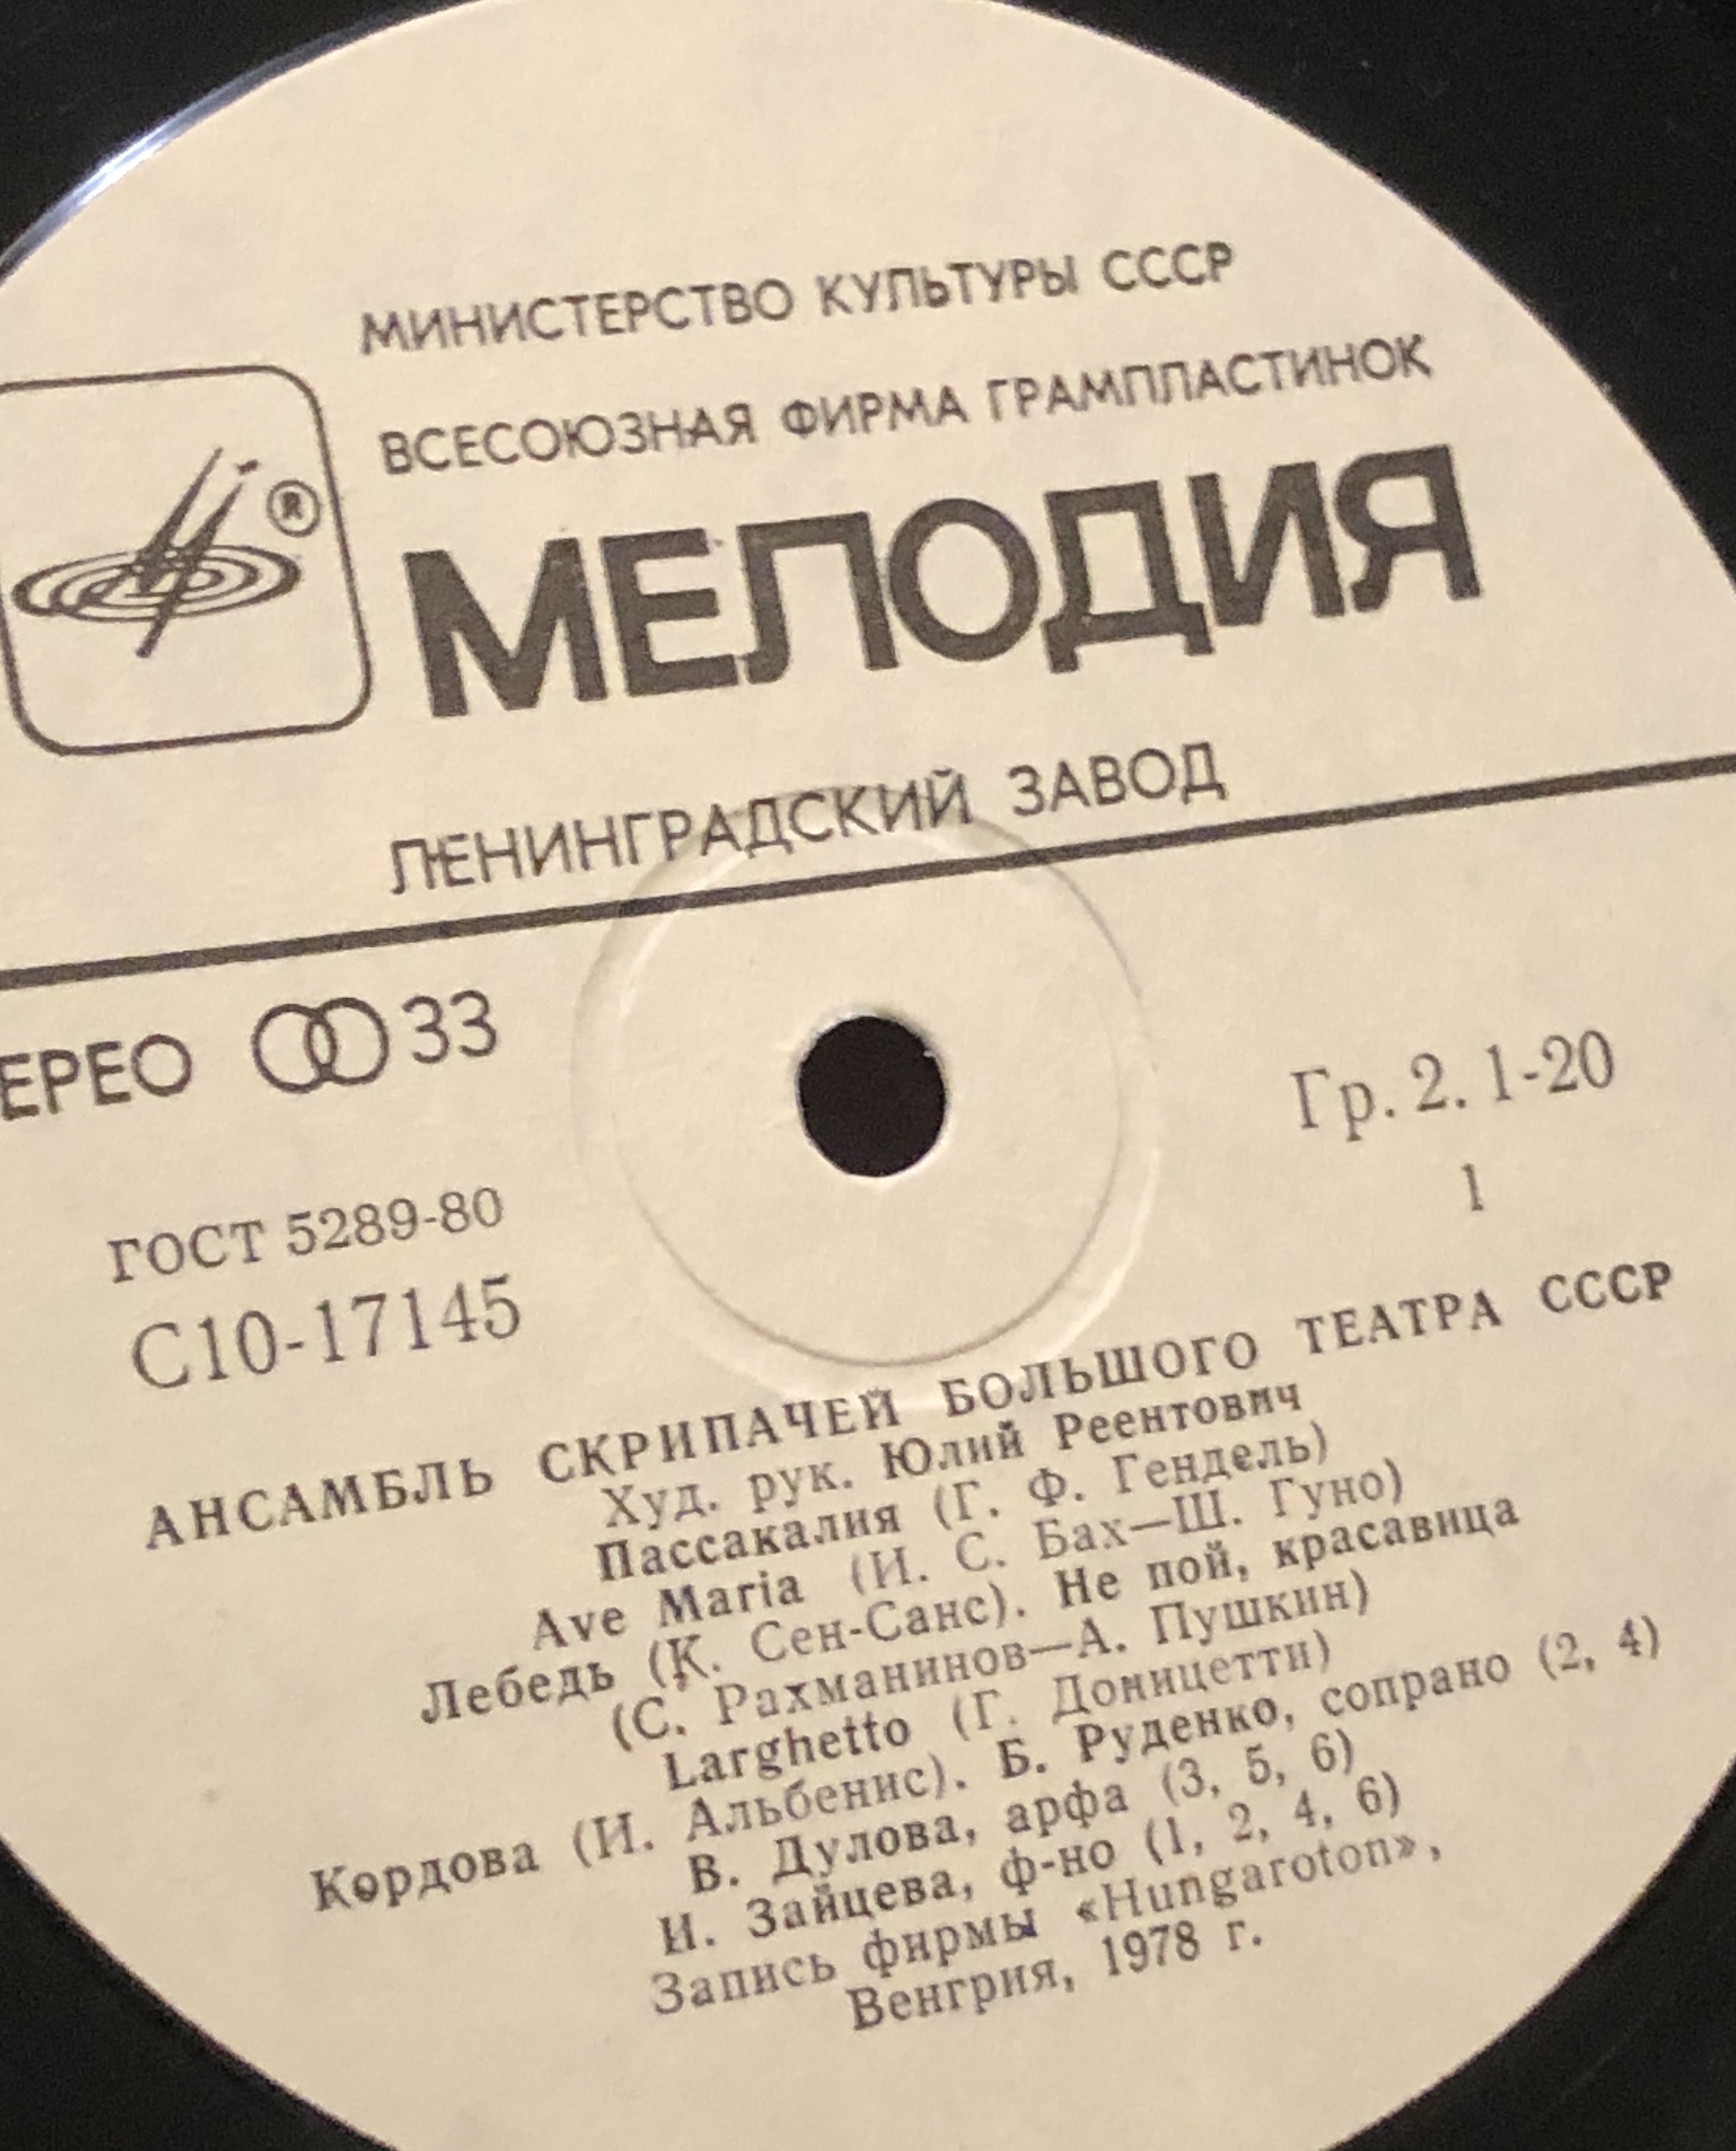 МИНИСТЕРСТВО КУЛЬТУРЫ СССР
ВСЕСОЮЗНАЯ ФИРМА ГРАМПЛАСТИНОК
®
МЕЛОДИЯ
ЛЕНИНГРАДСКИЙ ЗАВОД
ЕРЕО 33
Гр. 2. 1-20
ГОСТ 5289-80
1
С10-17145
АНСАМБЛЬ СКРИПАЧЕЙ БОЛЬШОГО ТЕАТРА СССР
Худ. рук. Юлий Реентович
Пассакалия (Г. Ф. Гендель)
Ave Maria (И. С. Бах—Ш. Гуно)
Лебедь (К. Сен-Санс). Не пой, красавица
(С. Рахманинов—А. Пушкин)
Larghetto (Г. Доницетти)
Кордова (И. Альбенис). Б. Руденко, сопрано (2, 4)
В. Дулова, арфа (3, 5, 6)
И. Зайцева, ф-но (1, 2, 4, 6)
Запись фирмы «Hungaroton»,
Венгрия, 1978 г.